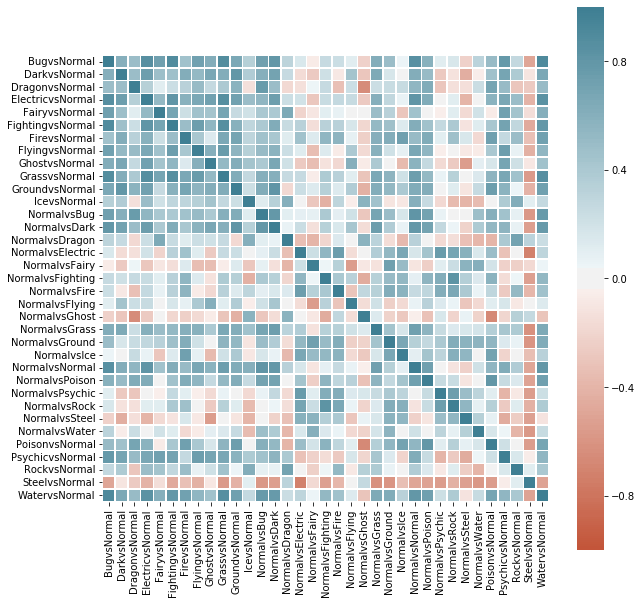 BugvsNormal
DarkvsNormal
DragonvsNormal
ElectricvsNormal
FairyvsNormal
FightingvsNormal
FirevsNormal
FlyingvsNormal
GhostvsNormal
GrassvsNormal
GroundvsNormal
IcevsNormal
NormalvsBug
NormalvsDark
NormalvsDragon
NormalvsElectric
NormalvsFairy
NormalvsFighting
NormalvsFire
NormalvsFlying
NormalvsGhost
NormalvsGrass
NormalvsGround
NormalvsIce
NormalvsNormal
NormalvsPoison
NormalvsPsychic
NormalvsRock
NormalvsSteel
NormalvsWater
PoisonvsNormal
PsychicvsNormal
RockvsNormal
SteelvsNormal
WatervsNormal
BugvsNormal
DarkvsNormal
DragonvsNormal
ElectricvsNormal
FairyvsNormal
FightingvsNormal
FirevsNormal
FlyingvsNormal
GhostvsNormal
GrassvsNormal
GroundvsNormal
IcevsNormal
NormalvsBug
NormalvsDark
NormalvsDragon
NormalvsElectric
NormalvsFairy
NormalvsFighting
NormalvsFire
NormalvsFlying
NormalvsGhost
NormalvsGrass
NormalvsGround
NormalvsIce
NormalvsNormal
NormalvsPoison
NormalvsPsychic
NormalvsRock
NormalvsSteel
NormalvsWater
PoisonvsNormal
PsychicvsNormal
RockvsNormal
SteelvsNormal
WatervsNormal
0.8
0.4
0.0
−0.4
−0.8